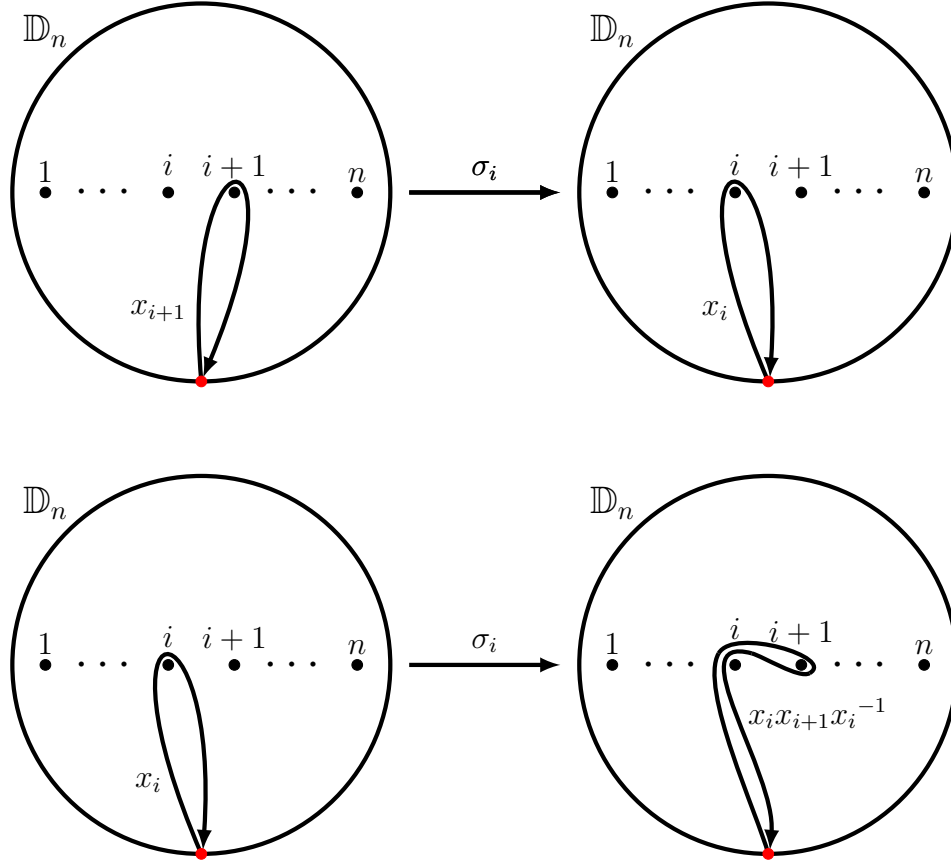 𝔻ₙ 𝔻ₙ
1 · · · i i + 1 · · · n σᵢ 1 · · · i i + 1 · · · n
xᵢ₊₁ xᵢ
𝔻ₙ 𝔻ₙ
1 · · · i i + 1 · · · n σᵢ 1 · · · i i + 1 · · · n
xᵢ xᵢxᵢ₊₁xᵢ⁻¹